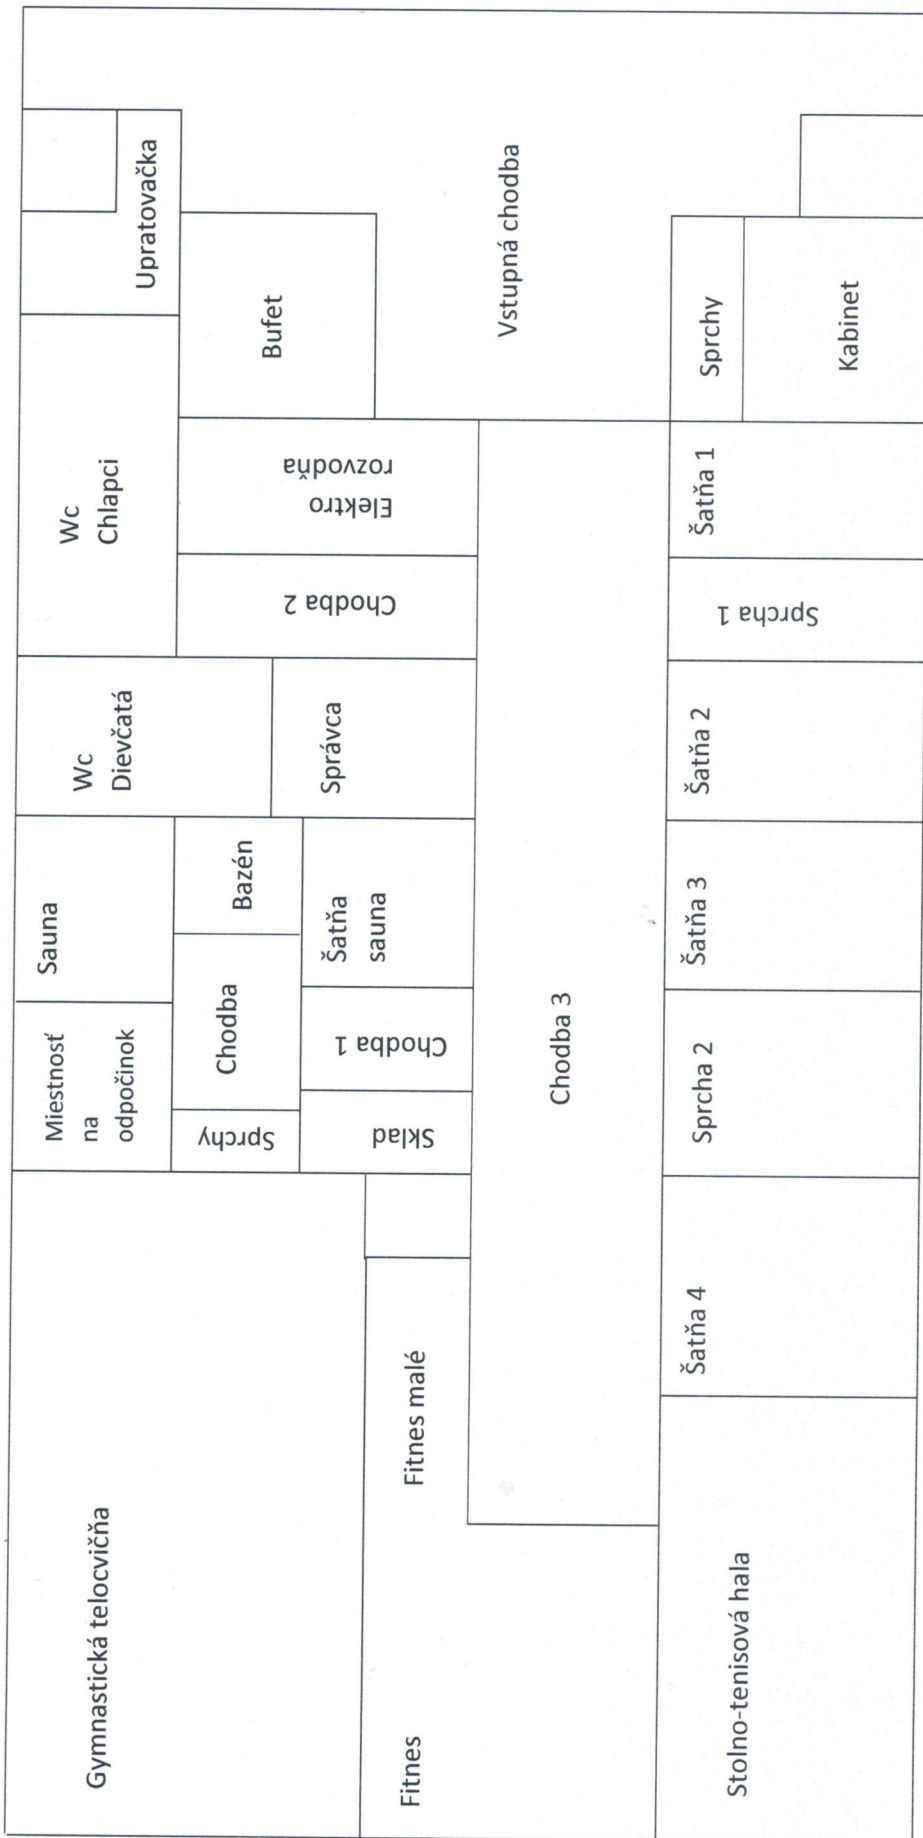 Gymnastická telocvičňa
Miestnosť
na
odpočinok
Sauna
Wc
Dievčatá
Wc
Chlapci
Upratovačka
Sprchy
Chodba
Bazén
Sklad
Chodba 1
Šatňa
sauna
Správca
Chodba 2
Elektro
rozvodňa
Bufet
Fitnes
Fitnes malé
Chodba 3
Vstupná chodba
Stolno-tenisová hala
Šatňa 4
Sprcha 2
Šatňa 3
Šatňa 2
Sprcha 1
Šatňa 1
Sprchy
Kabinet